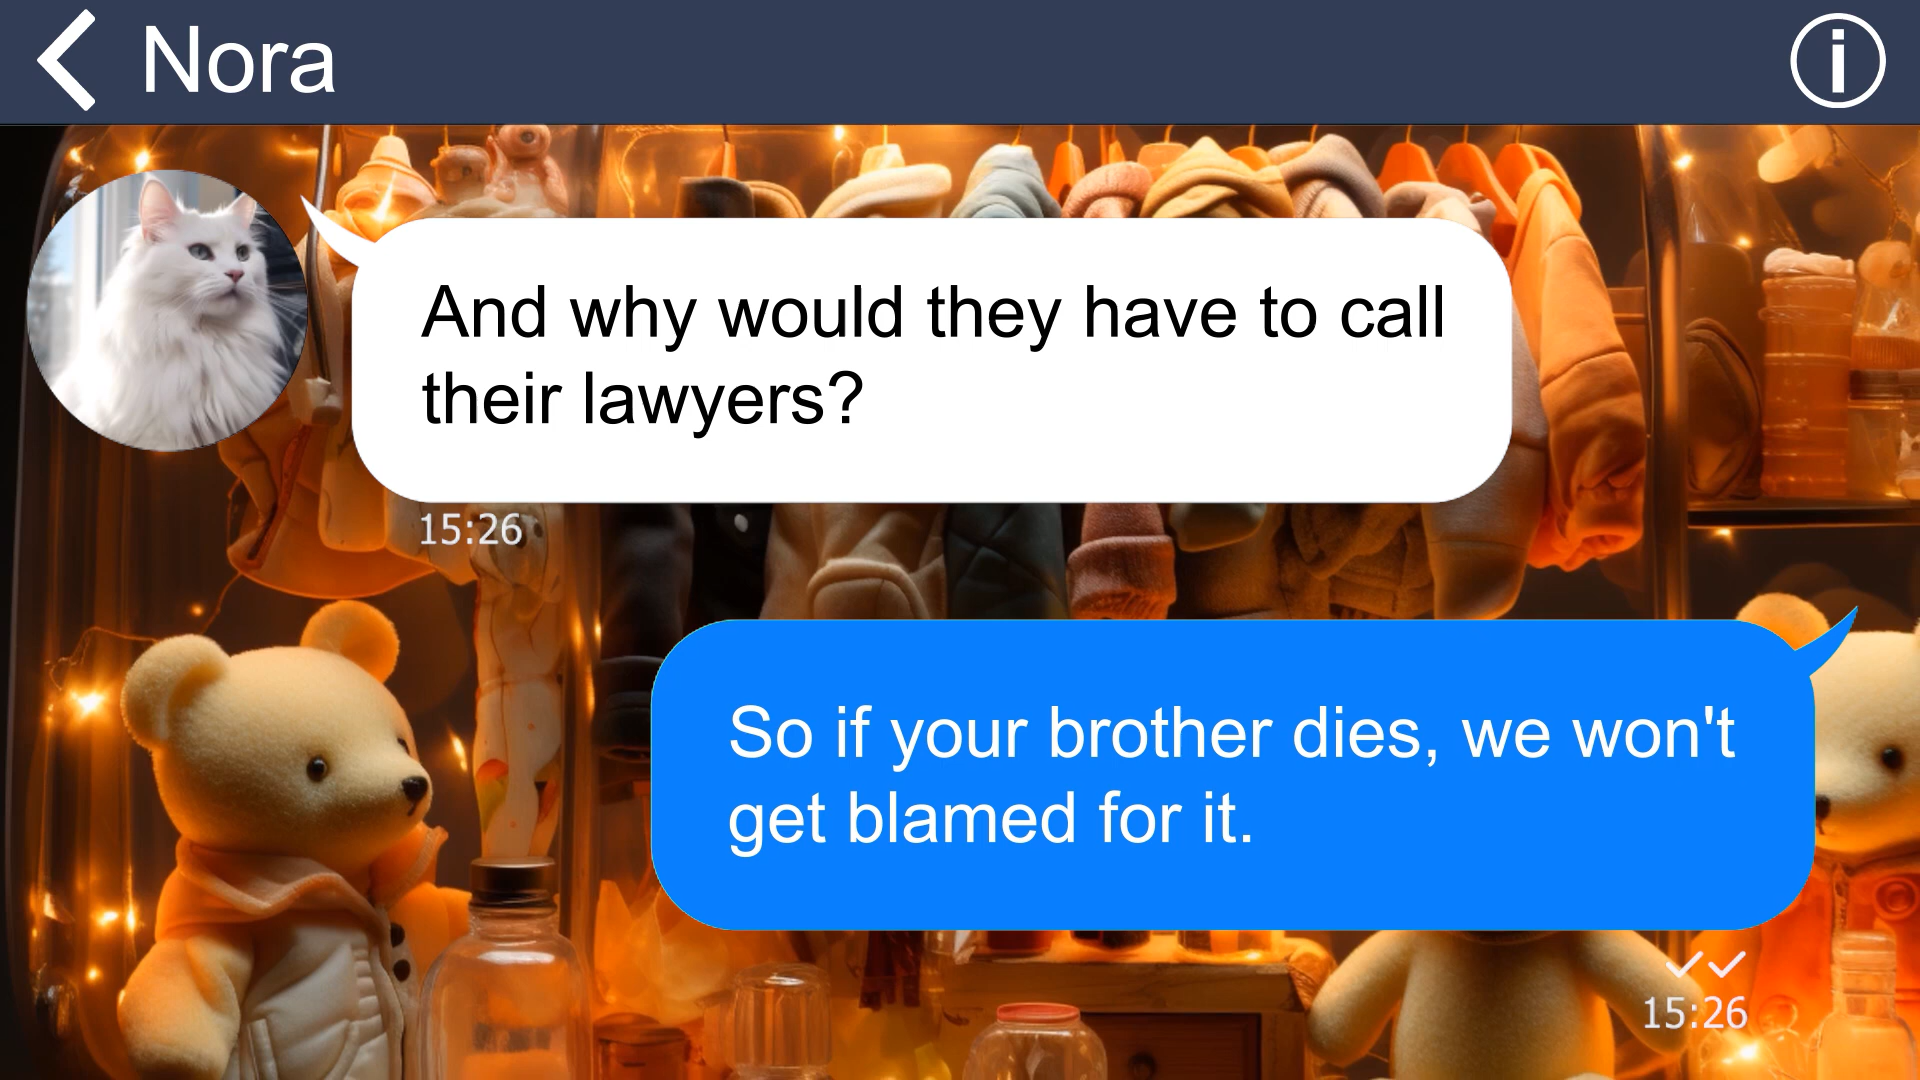 Nora
And why would they have to call
their lawyers?
15:26
So if your brother dies, we won't
get blamed for it.
15:26